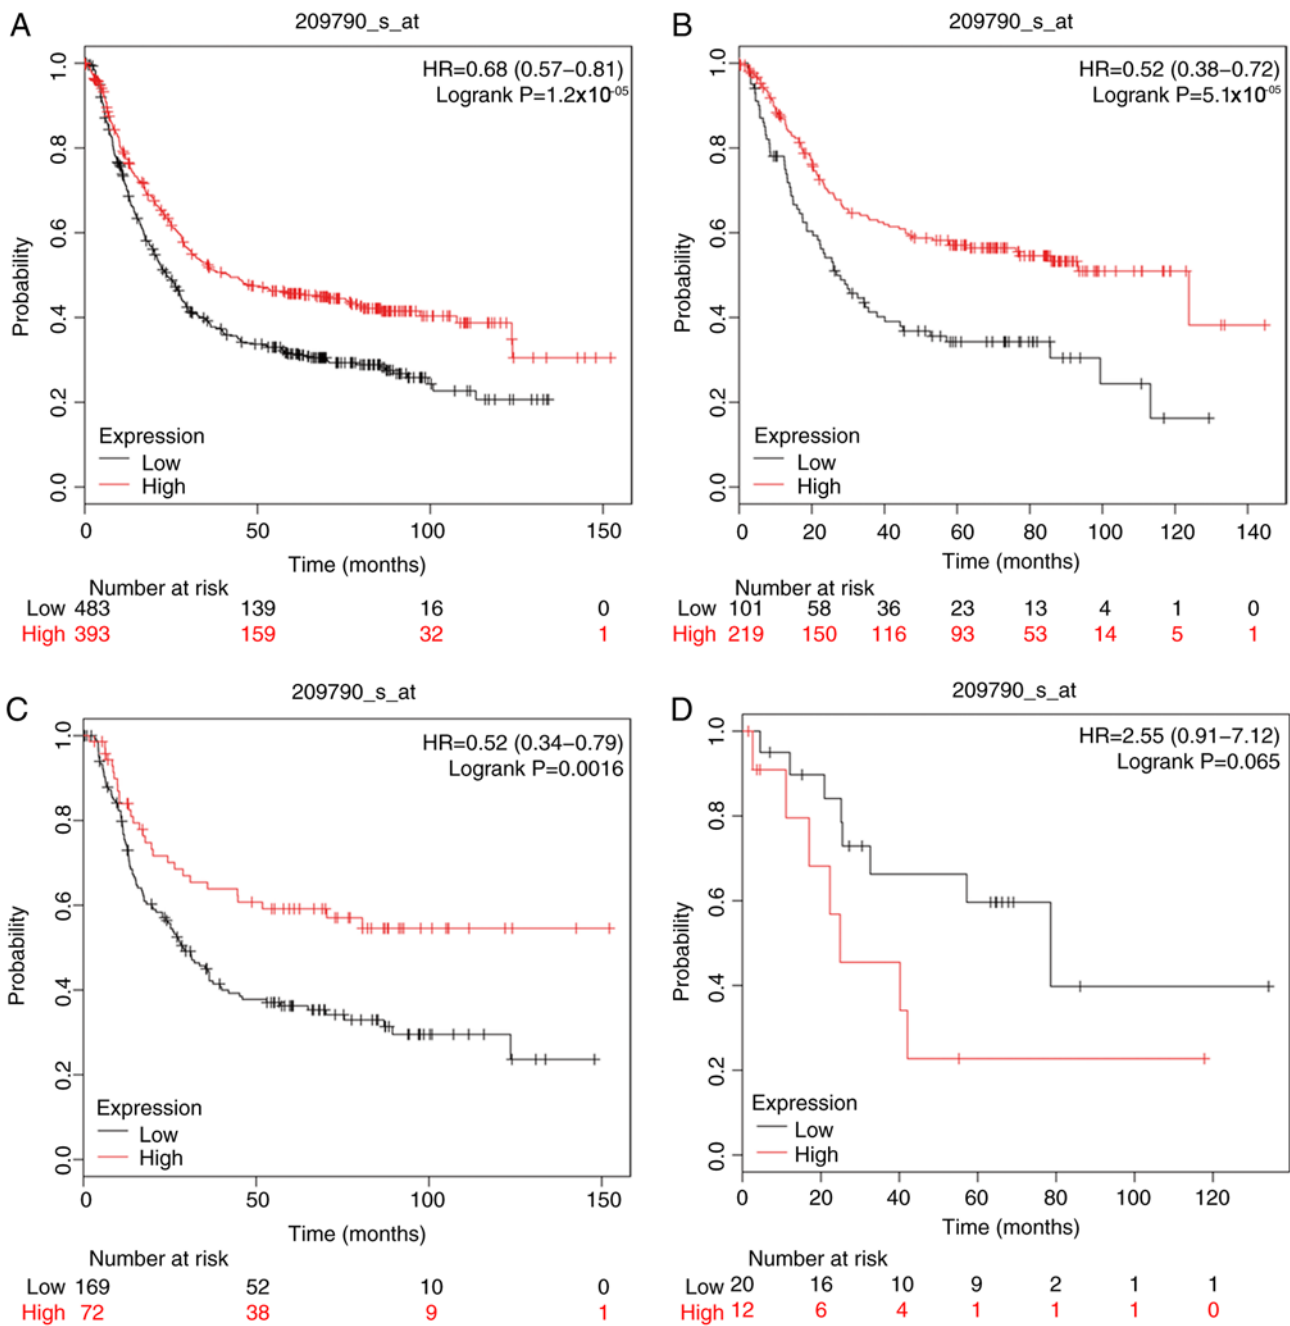 A
209790_s_at
HR=0.68 (0.57–0.81)
Logrank P=1.2x10-05
Probability
1.0
0.8
0.6
0.4
0.2
0.0
Expression
Low
High
0 50 100 150
Time (months)
Number at risk
Low 483 139 16 0
High 393 159 32 1
B
209790_s_at
HR=0.52 (0.38–0.72)
Logrank P=5.1x10-05
Probability
1.0
0.8
0.6
0.4
0.2
0.0
Expression
Low
High
0 20 40 60 80 100 120 140
Time (months)
Number at risk
Low 101 58 36 23 13 4 1 0
High 219 150 116 93 53 14 5 1
C
209790_s_at
HR=0.52 (0.34–0.79)
Logrank P=0.0016
Probability
1.0
0.8
0.6
0.4
0.2
0.0
Expression
Low
High
0 50 100 150
Time (months)
Number at risk
Low 169 52 10 0
High 72 38 9 1
D
209790_s_at
HR=2.55 (0.91–7.12)
Logrank P=0.065
Probability
1.0
0.8
0.6
0.4
0.2
0.0
Expression
Low
High
0 20 40 60 80 100 120
Time (months)
Number at risk
Low 20 16 10 9 2 1 1
High 12 6 4 1 1 1 0